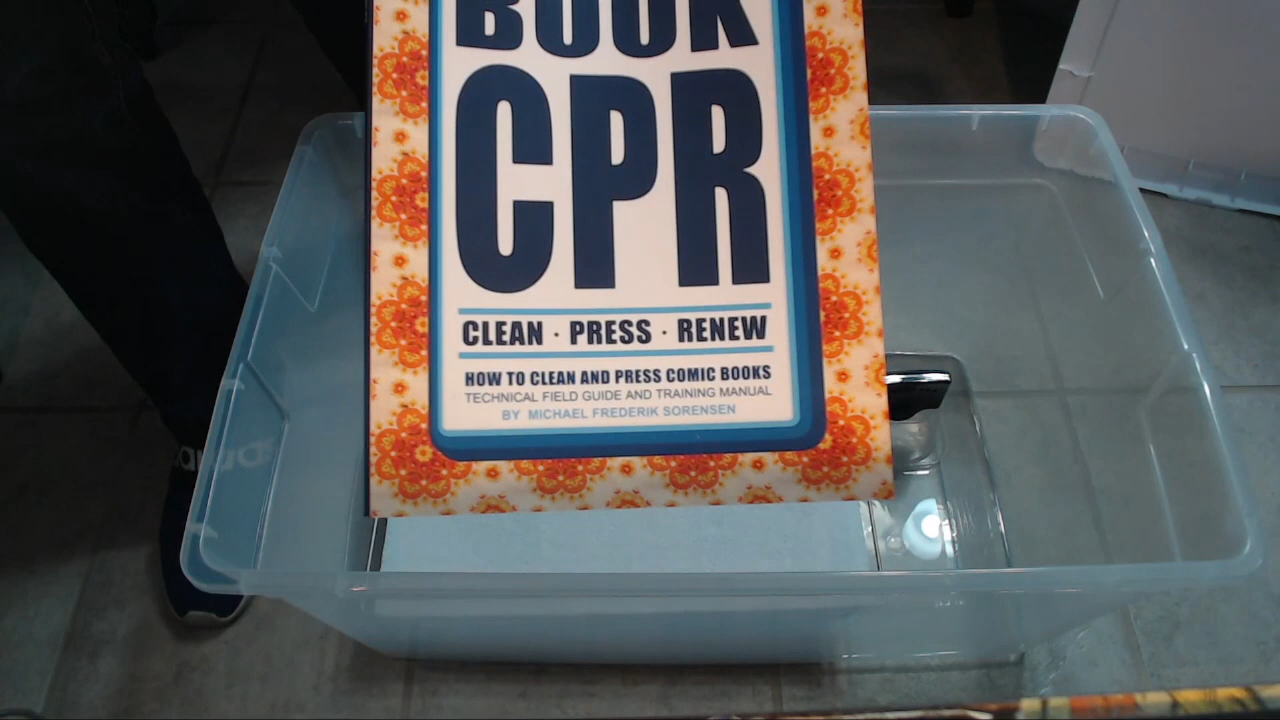 BOOK
CPR
CLEAN · PRESS · RENEW
HOW TO CLEAN AND PRESS COMIC BOOKS
TECHNICAL FIELD GUIDE AND TRAINING MANUAL
BY MICHAEL FREDERIK SORENSEN